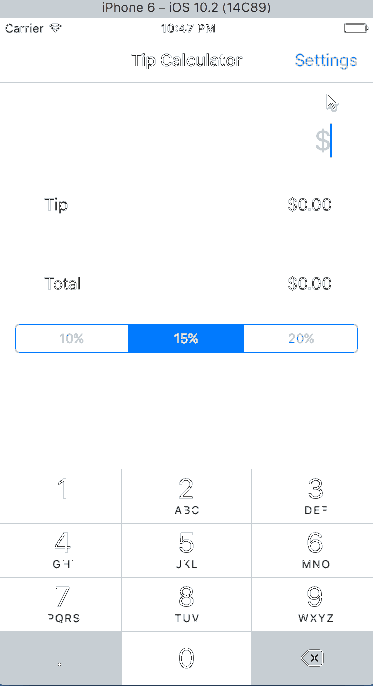 iPhone 6 – iOS 10.2 (14C89)
Carrier 10:47 PM
Tip Calculator Settings
$
Tip $0.00
Total $0.00
10% 15% 20%
1 2 3
ABC DEF
4 5 6
GHI JKL MNO
7 8 9
PQRS TUV WXYZ
. 0